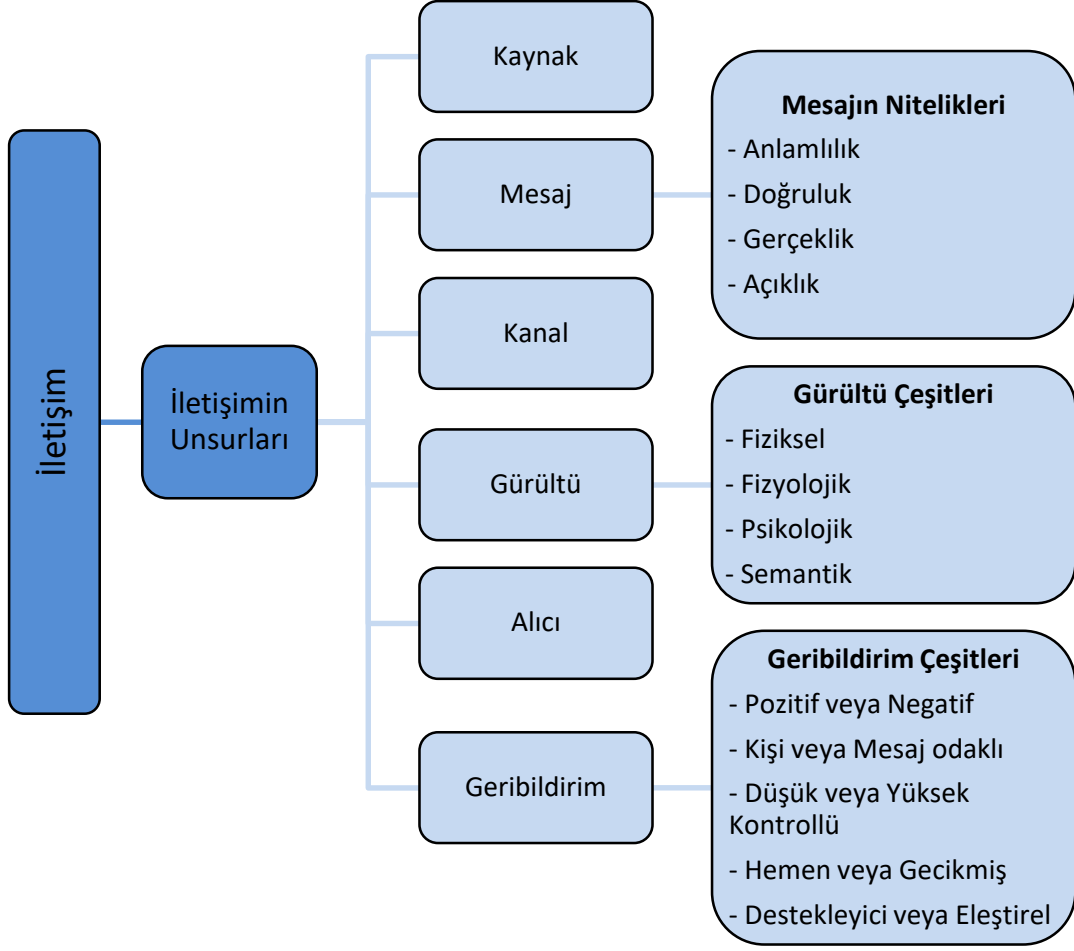 İletişim
İletişimin
Unsurları
Kaynak
Mesaj
Mesajın Nitelikleri
- Anlamlılık
- Doğruluk
- Gerçeklik
- Açıklık
Kanal
Gürültü
Gürültü Çeşitleri
- Fiziksel
- Fizyolojik
- Psikolojik
- Semantik
Alıcı
Geribildirim
Geribildirim Çeşitleri
- Pozitif veya Negatif
- Kişi veya Mesaj odaklı
- Düşük veya Yüksek
Kontrollü
- Hemen veya Gecikmiş
- Destekleyici veya Eleştirel